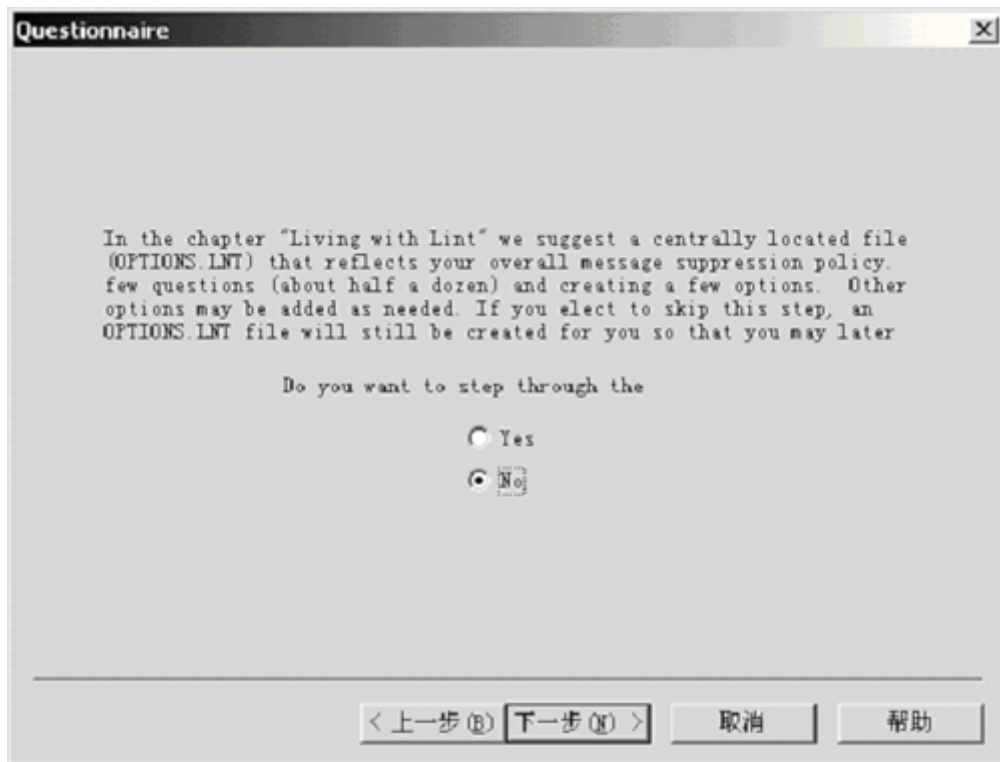 Questionnaire
In the chapter "Living with Lint" we suggest a centrally located file
(OPTIONS.LNT) that reflects your overall message suppression policy.
few questions (about half a dozen) and creating a few options.  Other
options may be added as needed. If you elect to skip this step, an
OPTIONS.LNT file will still be created for you so that you may later
Do you want to step through the
Yes
No
< 上一步(B) 下一步(N) > 取消 帮助